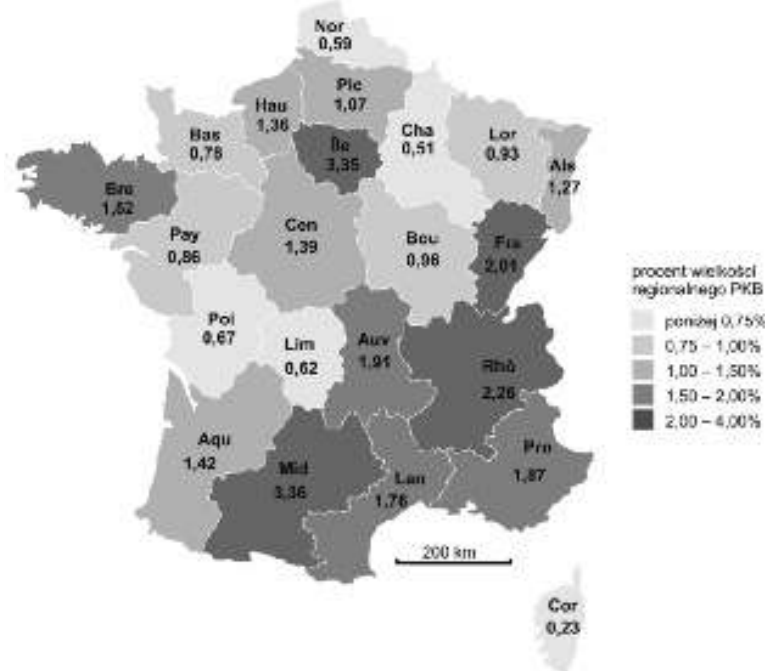 Nor
0,59
Pic
1,07
Hau
1,36
Bas
0,78
Île
3,35
Cha
0,51
Lor
0,93
Als
1,27
Bre
1,52
Pay
0,86
Cen
1,39
Bou
0,96
Fra
2,01
Poi
0,67
Lim
0,62
Auv
1,91
Rhô
2,26
Aqu
1,42
Mid
3,36
Lan
1,76
Pro
1,87
Cor
0,23
200 km
procent wielkości
regionalnego PKB
poniżej 0,75%
0,75 – 1,00%
1,00 – 1,50%
1,50 – 2,00%
2,00 – 4,00%